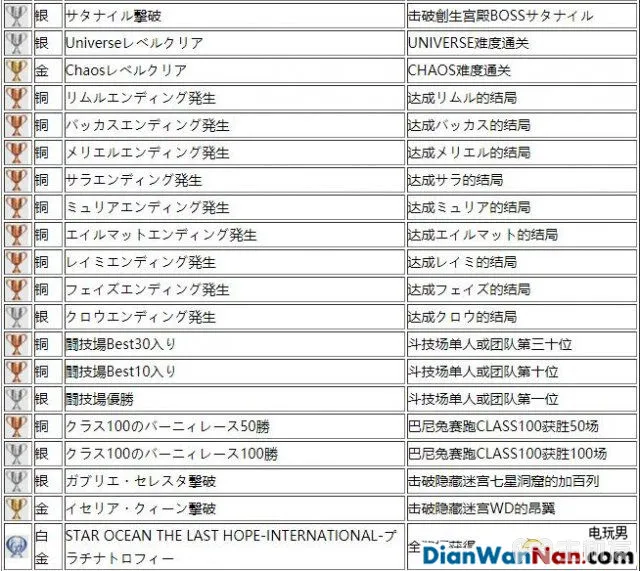 银 サタナイル撃破 击破創生宮殿BOSSサタナイル
银 Universeレベルクリア UNIVERSE难度通关
金 Chaosレベルクリア CHAOS难度通关
铜 リムルエンディング発生 达成リムル的结局
铜 バッカスエンディング発生 达成バッカス的结局
铜 メリエルエンディング発生 达成メリエル的结局
铜 サラエンディング発生 达成サラ的结局
铜 ミュリアエンディング発生 达成ミュリア的结局
铜 エイルマットエンディング発生 达成エイルマット的结局
铜 レイミエンディング発生 达成レイミ的结局
铜 フェイズエンディング発生 达成フェイズ的结局
银 クロウエンディング発生 达成クロウ的结局
铜 闘技場Best30入り 斗技场单人或团队第三十位
铜 闘技場Best10入り 斗技场单人或团队第十位
银 闘技場優勝 斗技场单人或团队第一位
铜 クラス100のバーニィレース50勝 巴尼兔赛跑CLASS100获胜50场
银 クラス100のバーニィレース100勝 巴尼兔赛跑CLASS100获胜100场
银 ガブリエ・セレスタ撃破 击破隐藏迷宫七星洞窟的加百列
金 イセリア・クィーン撃破 击破隐藏迷宫WD的昂翼
白金 STAR OCEAN THE LAST HOPE-INTERNATIONAL-プ
ラチナトロフィー
电玩男
DianWanNan.com